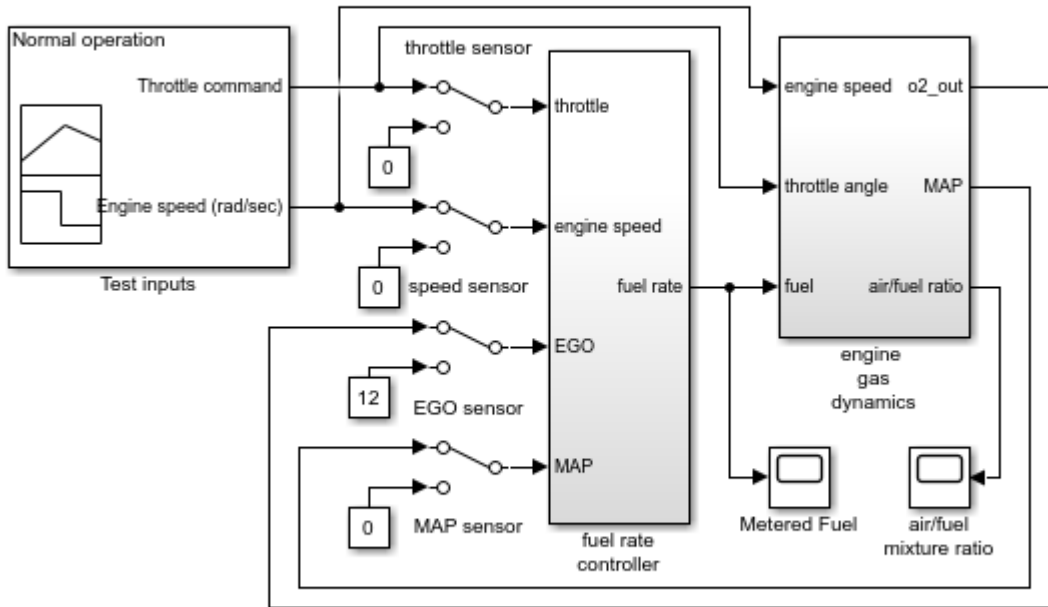 Normal operation
Throttle command
Engine speed (rad/sec)
Test inputs
throttle sensor
0
0
speed sensor
12
EGO sensor
0
MAP sensor
throttle
engine speed
fuel rate
EGO
MAP
fuel rate
controller
engine speed
o2_out
throttle angle
MAP
fuel
air/fuel ratio
engine
gas
dynamics
Metered Fuel
air/fuel
mixture ratio